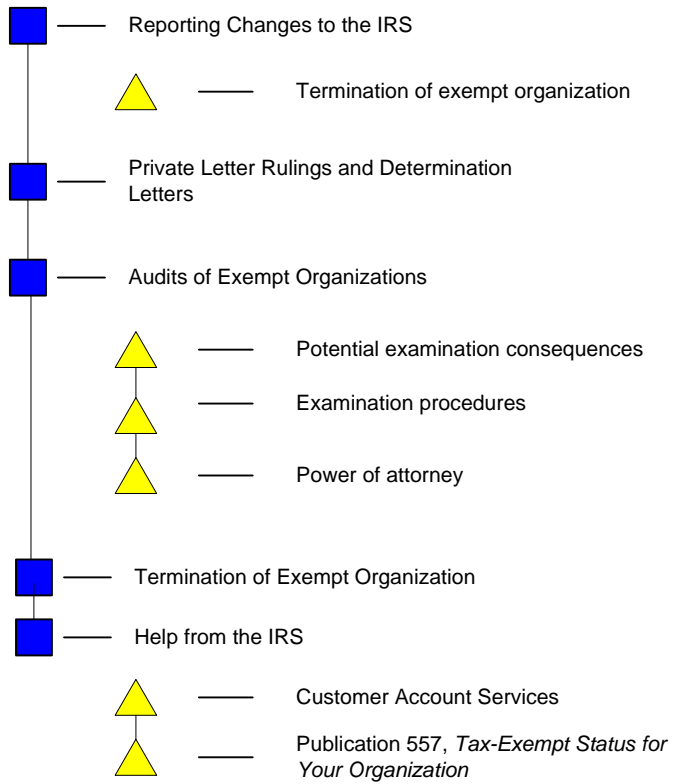 Reporting Changes to the IRS
Termination of exempt organization
Private Letter Rulings and Determination
Letters
Audits of Exempt Organizations
Potential examination consequences
Examination procedures
Power of attorney
Termination of Exempt Organization
Help from the IRS
Customer Account Services
Publication 557, Tax-Exempt Status for
Your Organization